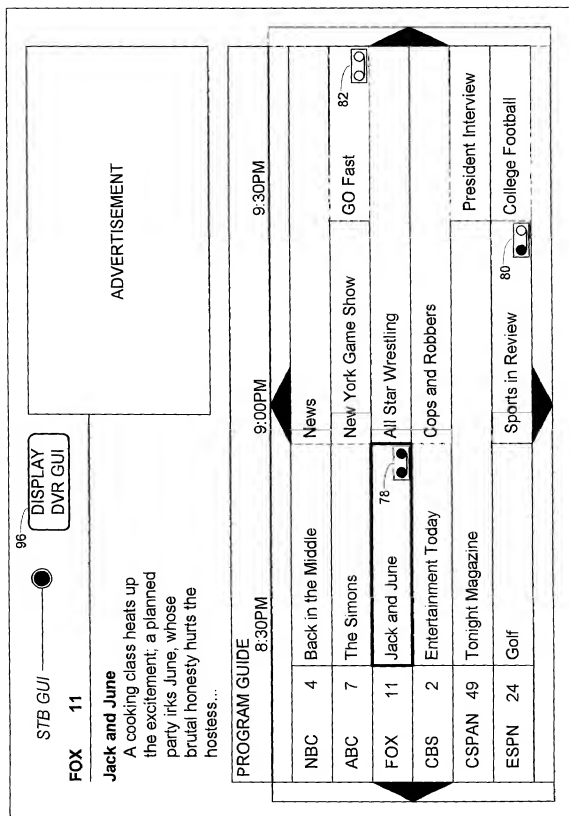 STB GUI
96
DISPLAY
DVR GUI
FOX 11
Jack and June
A cooking class heats up
the excitement; a planned
party irks June, whose
brutal honesty hurts the
hostess...
ADVERTISEMENT
PROGRAM GUIDE
8:30PM 9:00PM 9:30PM
NBC 4 Back in the Middle News
ABC 7 The Simons New York Game Show GO Fast 82
FOX 11 Jack and June 78 All Star Wrestling
CBS 2 Entertainment Today Cops and Robbers
CSPAN 49 Tonight Magazine President Interview
ESPN 24 Golf Sports in Review 80 College Football